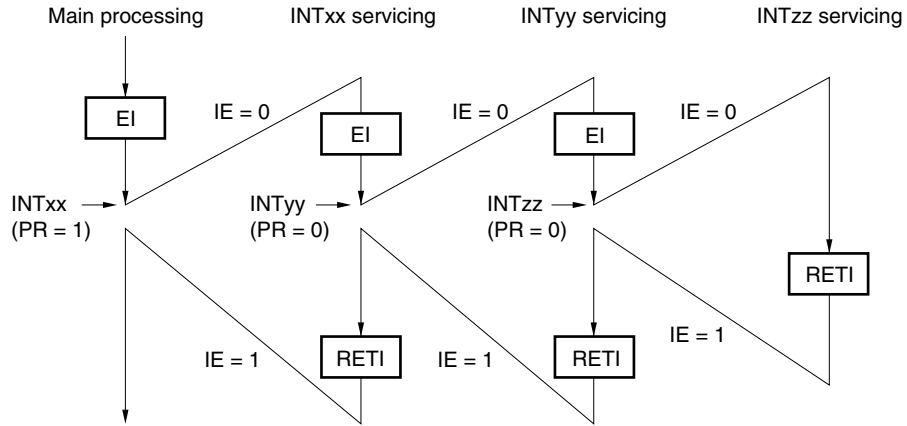 Main processing
INTxx servicing
INTyy servicing
INTzz servicing
EI
IE = 0
EI
IE = 0
EI
IE = 0
INTxx
(PR = 1)
INTyy
(PR = 0)
INTzz
(PR = 0)
RETI
IE = 1
RETI
IE = 1
RETI
IE = 1